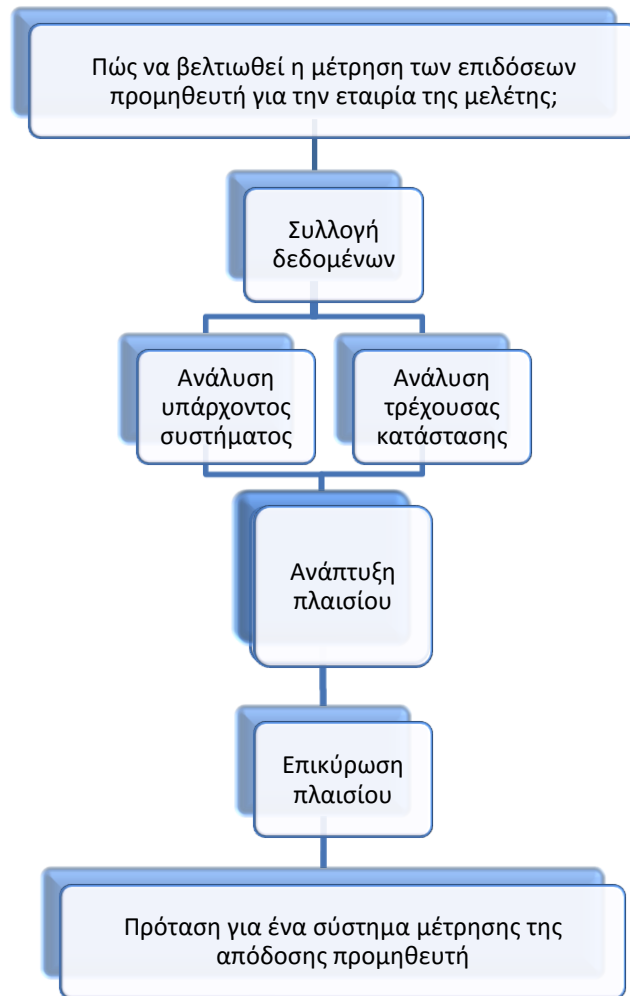 Πώς να βελτιωθεί η μέτρηση των επιδόσεων
προμηθευτή για την εταιρία της μελέτης;
Συλλογή
δεδομένων
Ανάλυση
υπάρχοντος
συστήματος
Ανάλυση
τρέχουσας
κατάστασης
Ανάπτυξη
πλαισίου
Επικύρωση
πλαισίου
Πρόταση για ένα σύστημα μέτρησης της
απόδοσης προμηθευτή